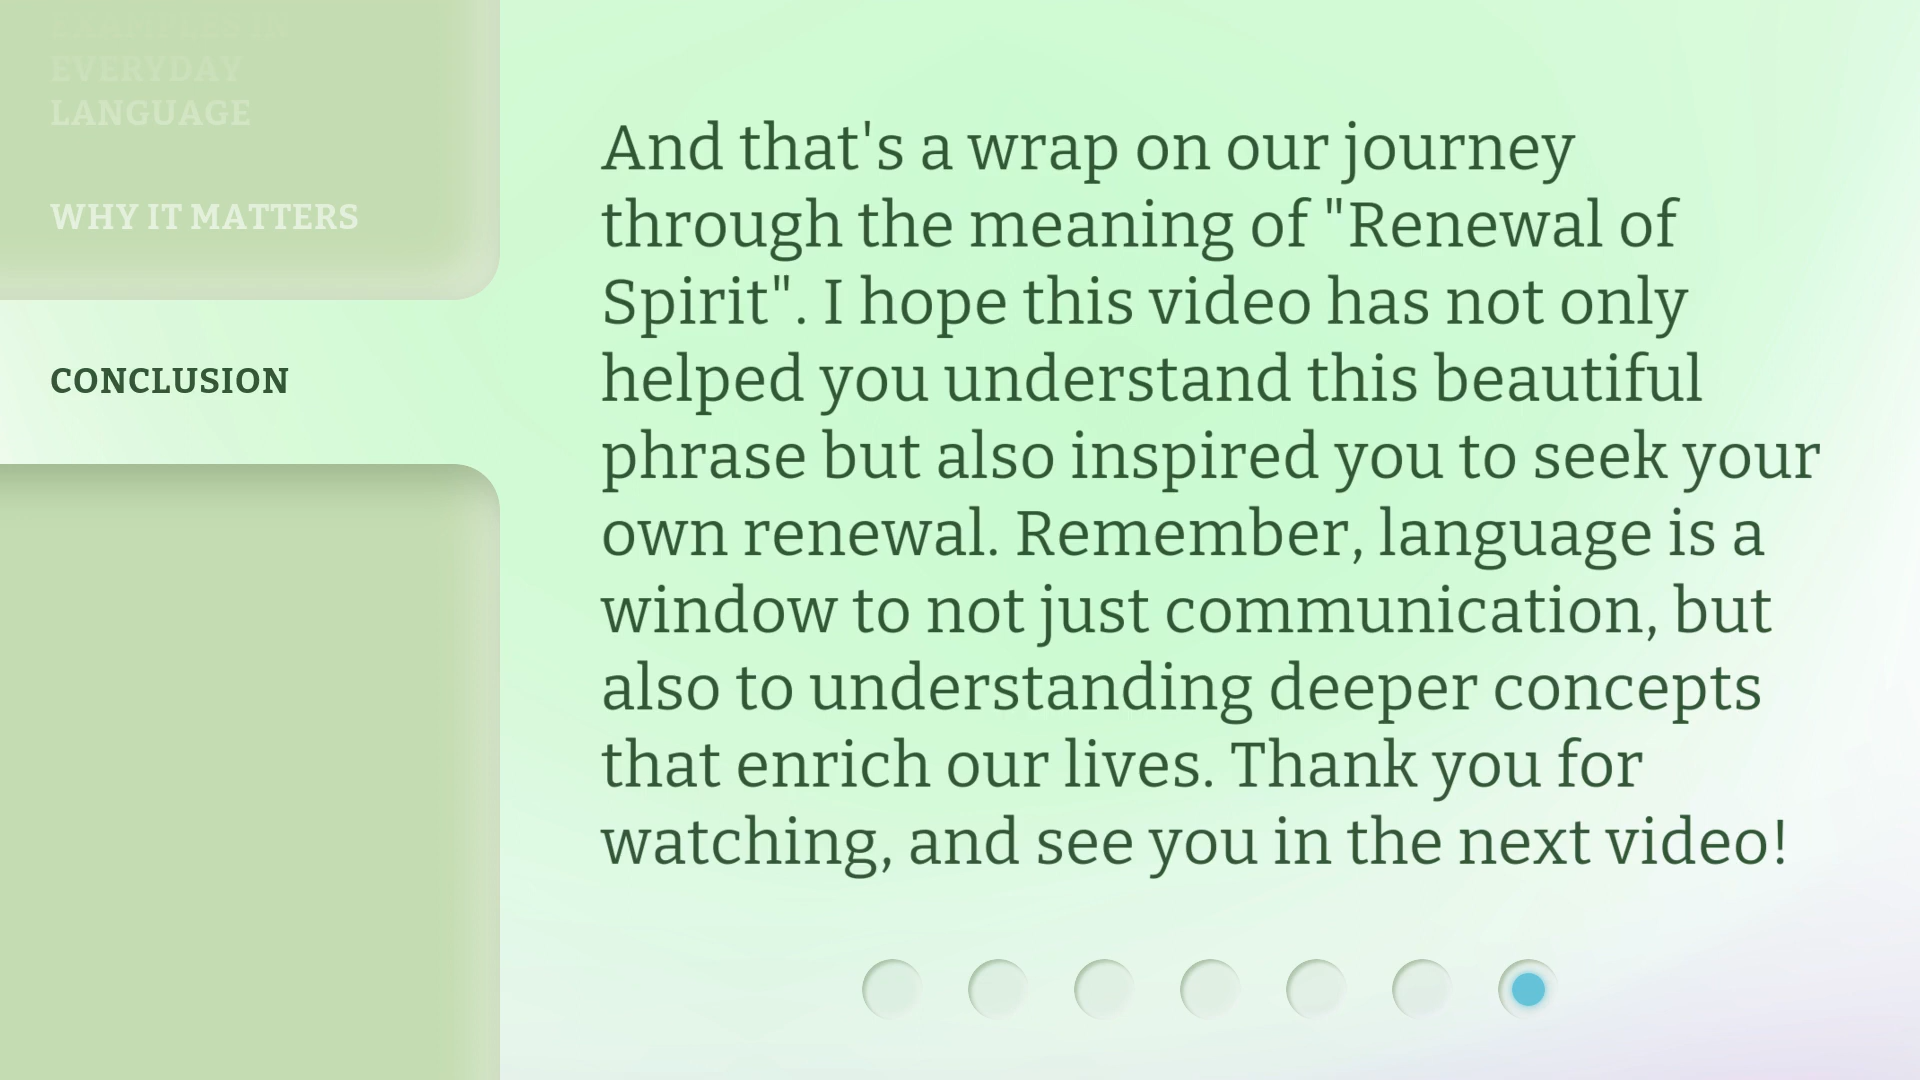 EXAMPLES IN
EVERYDAY
LANGUAGE
WHY IT MATTERS
CONCLUSION
And that's a wrap on our journey
through the meaning of "Renewal of
Spirit". I hope this video has not only
helped you understand this beautiful
phrase but also inspired you to seek your
own renewal. Remember, language is a
window to not just communication, but
also to understanding deeper concepts
that enrich our lives. Thank you for
watching, and see you in the next video!